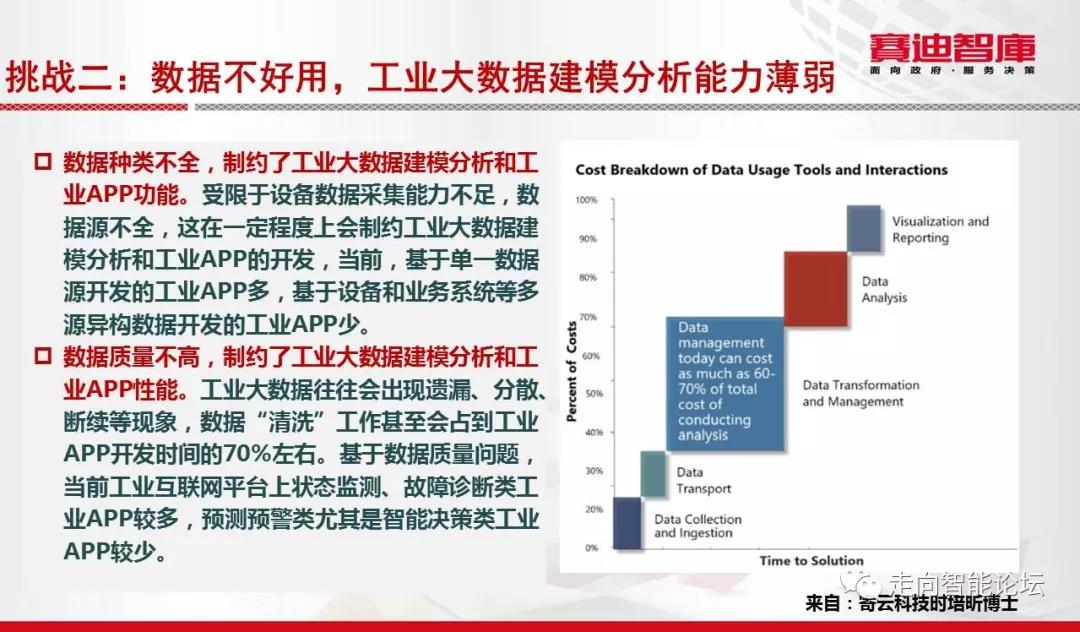 赛迪智库
面向政府·服务决策
挑战二：数据不好用，工业大数据建模分析能力薄弱
数据种类不全，制约了工业大数据建模分析和工
业APP功能。受限于设备数据采集能力不足，数
据源不全，这在一定程度上会制约工业大数据建
模分析和工业APP的开发，当前，基于单一数据
源开发的工业APP多，基于设备和业务系统等多
源异构数据开发的工业APP少。
数据质量不高，制约了工业大数据建模分析和工
业APP性能。工业大数据往往会出现遗漏、分散、
断续等现象，数据“清洗”工作甚至会占到工业
APP开发时间的70%左右。基于数据质量问题，
当前工业互联网平台上状态监测、故障诊断类工
业APP较多，预测预警类尤其是智能决策类工业
APP较少。
Cost Breakdown of Data Usage Tools and Interactions
Percent of Costs
100%
90%
80%
70%
60%
50%
40%
30%
20%
0%
Visualization and
Reporting
Data
Analysis
Data
management
today can cost
as much as 60-
70% of total
cost of
conducting
analysis
Data Transformation
and Management
Data
Transport
Data Collection
and Ingestion
Time to Solution
走向智能论坛
来自：寄云科技时培昕博士